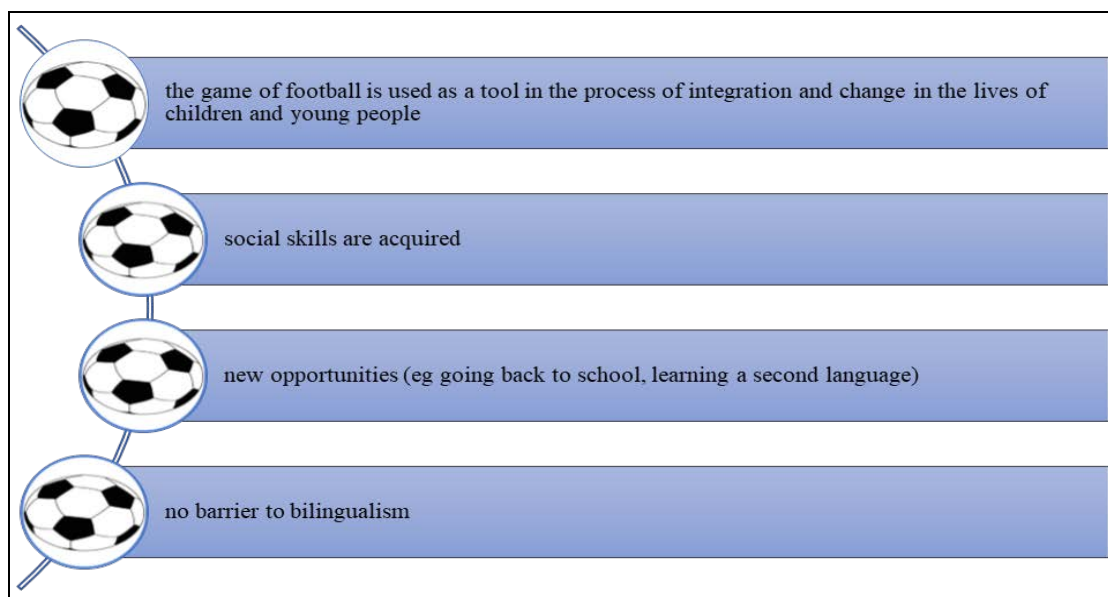 the game of football is used as a tool in the process of integration and change in the lives of
children and young people
social skills are acquired
new opportunities (eg going back to school, learning a second language)
no barrier to bilingualism